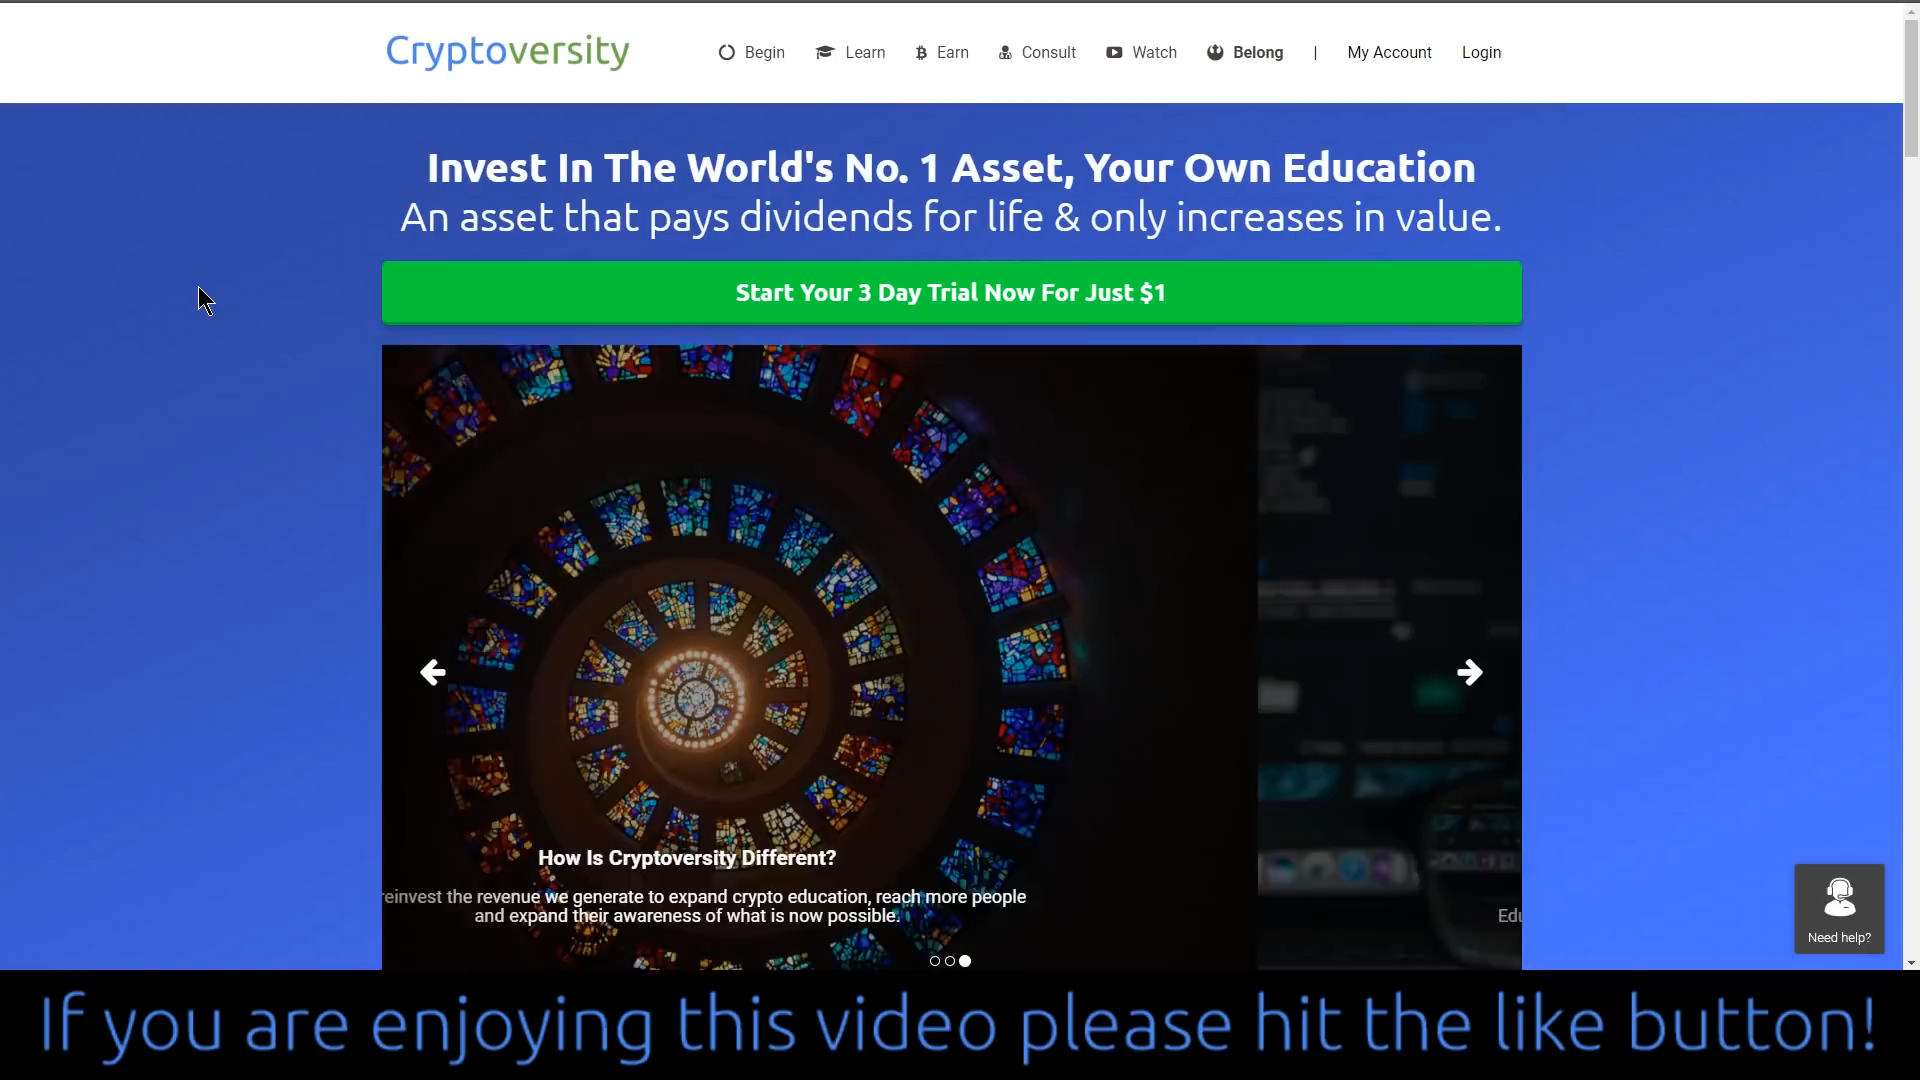 Cryptoversity
Begin Learn Earn Consult Watch Belong | My Account Login
Invest In The World's No. 1 Asset, Your Own Education
An asset that pays dividends for life & only increases in value.
Start Your 3 Day Trial Now For Just $1
How Is Cryptoversity Different?
reinvest the revenue we generate to expand crypto education, reach more people
and expand their awareness of what is now possible.
Edu
Need help?
If you are enjoying this video please hit the like button!